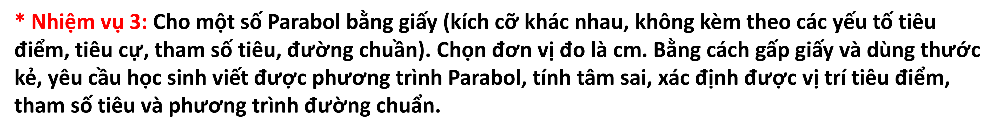 * Nhiệm vụ 3: Cho một số Parabol bằng giấy (kích cỡ khác nhau, không kèm theo các yếu tố tiêu
điểm, tiêu cự, tham số tiêu, đường chuần). Chọn đơn vị đo là cm. Bằng cách gấp giấy và dùng thước
kẻ, yêu cầu học sinh viết được phương trình Parabol, tính tâm sai, xác định được vị trí tiêu điểm,
tham số tiêu và phương trình đường chuẩn.